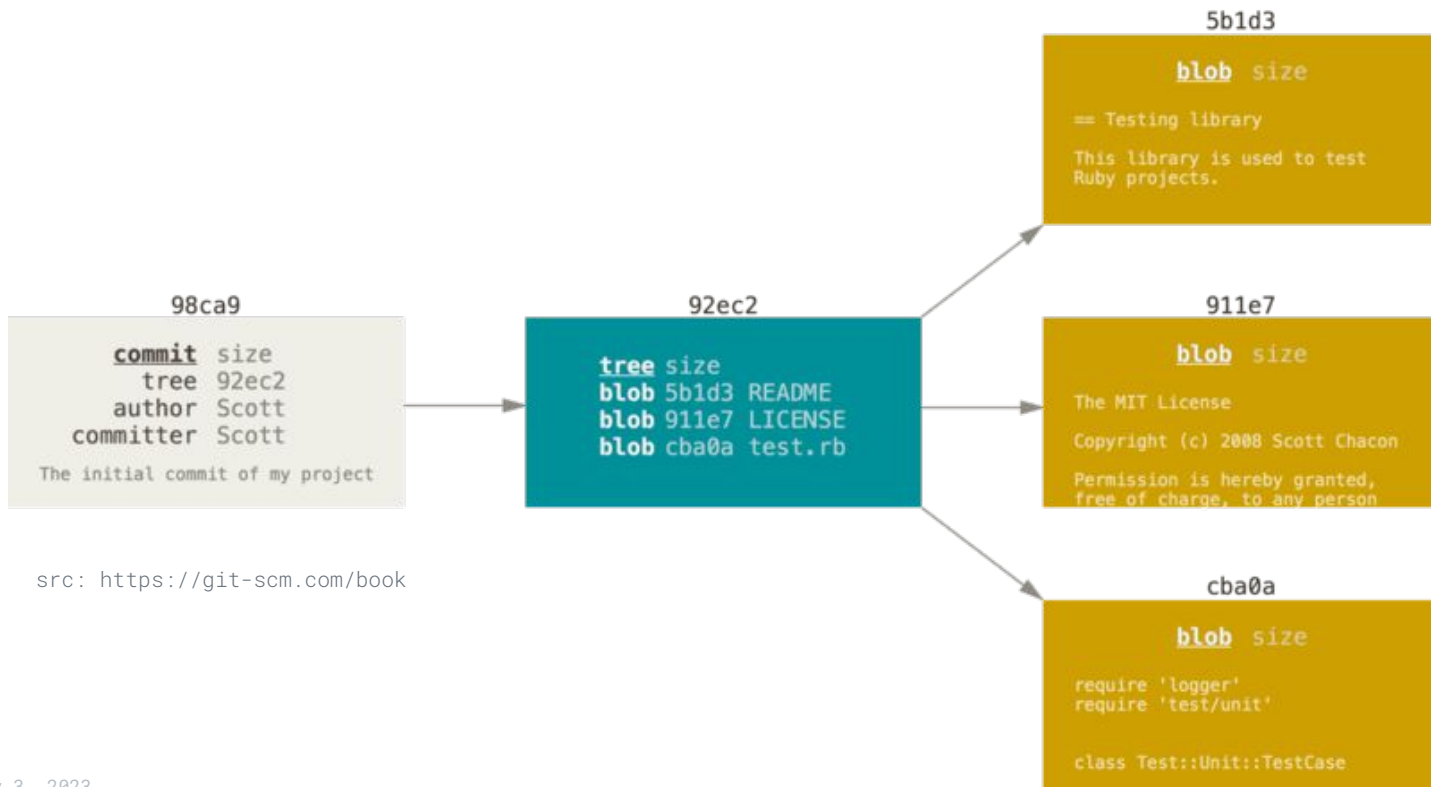 98ca9
commit size
tree 92ec2
author Scott
committer Scott
The initial commit of my project
92ec2
tree size
blob 5b1d3 README
blob 911e7 LICENSE
blob cba0a test.rb
5b1d3
blob size
== Testing library
This library is used to test
Ruby projects.
911e7
blob size
The MIT License
Copyright (c) 2008 Scott Chacon
Permission is hereby granted,
free of charge, to any person
cba0a
blob size
require 'logger'
require 'test/unit'
class Test::Unit::TestCase
src: https://git-scm.com/book
3, 2023